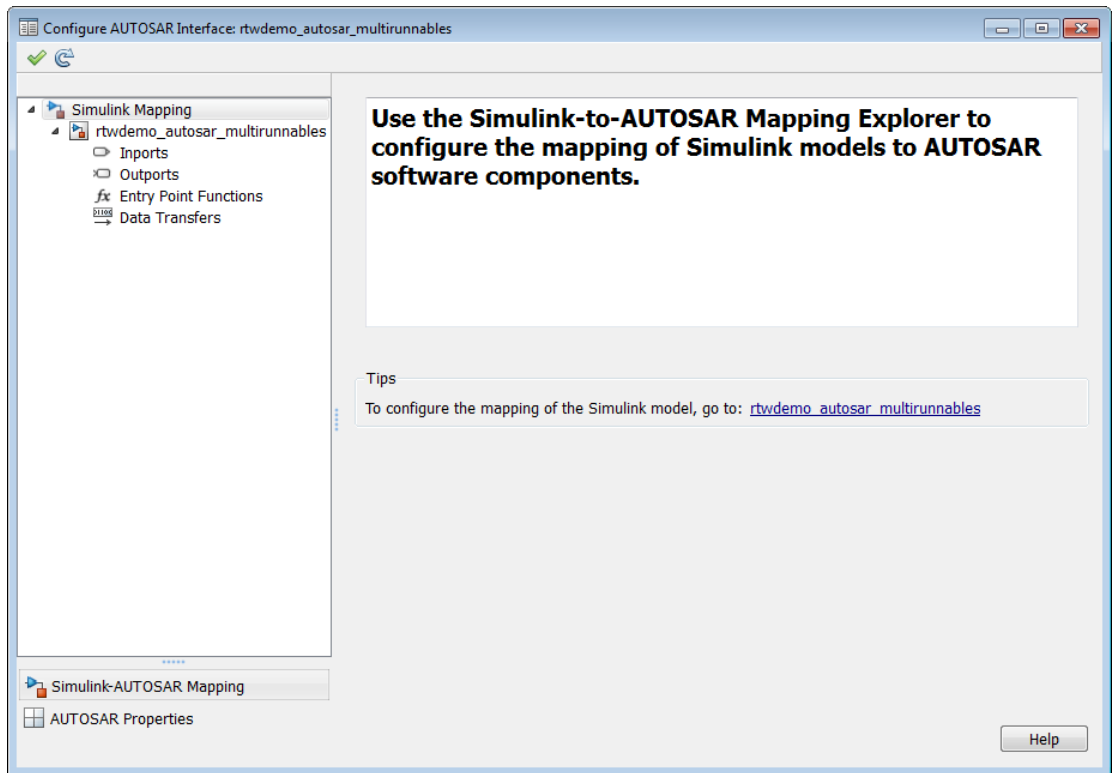 Configure AUTOSAR Interface: rtwdemo_autosar_multirunnables
Simulink Mapping
rtwdemo_autosar_multirunnables
Inports
Outports
fx Entry Point Functions
Data Transfers
Use the Simulink-to-AUTOSAR Mapping Explorer to
configure the mapping of Simulink models to AUTOSAR
software components.
Tips
To configure the mapping of the Simulink model, go to: rtwdemo_autosar_multirunnables
Simulink-AUTOSAR Mapping
AUTOSAR Properties
Help